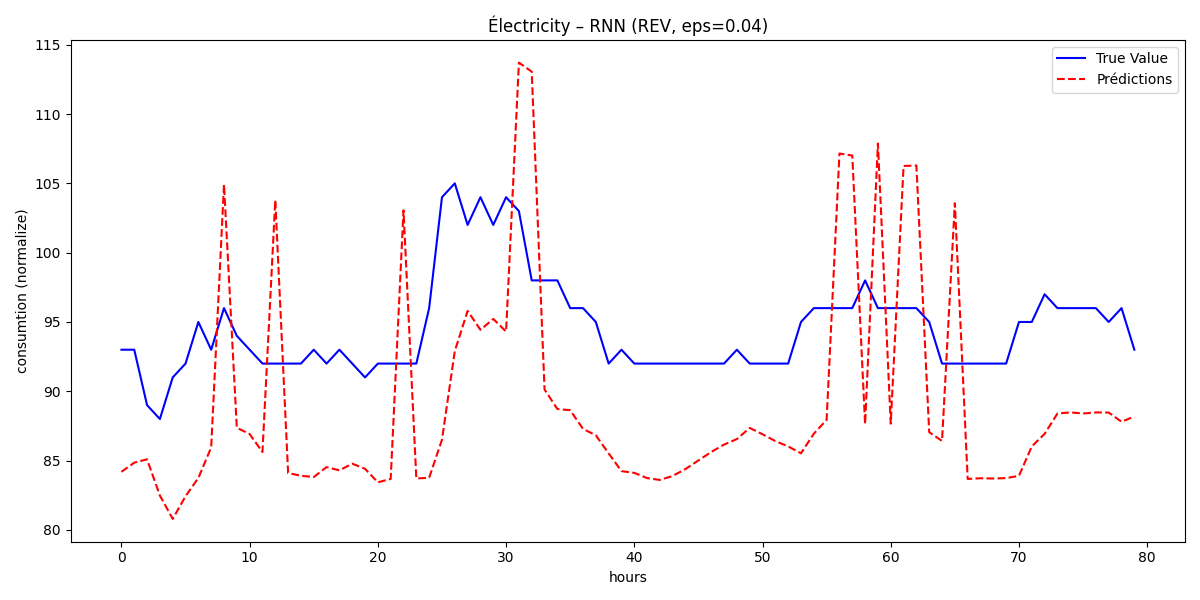 Électricity – RNN (REV, eps=0.04)
True Value
Prédictions
consumtion (normalize)
115
110
105
100
95
90
85
80
0 10 20 30 40 50 60 70 80
hours